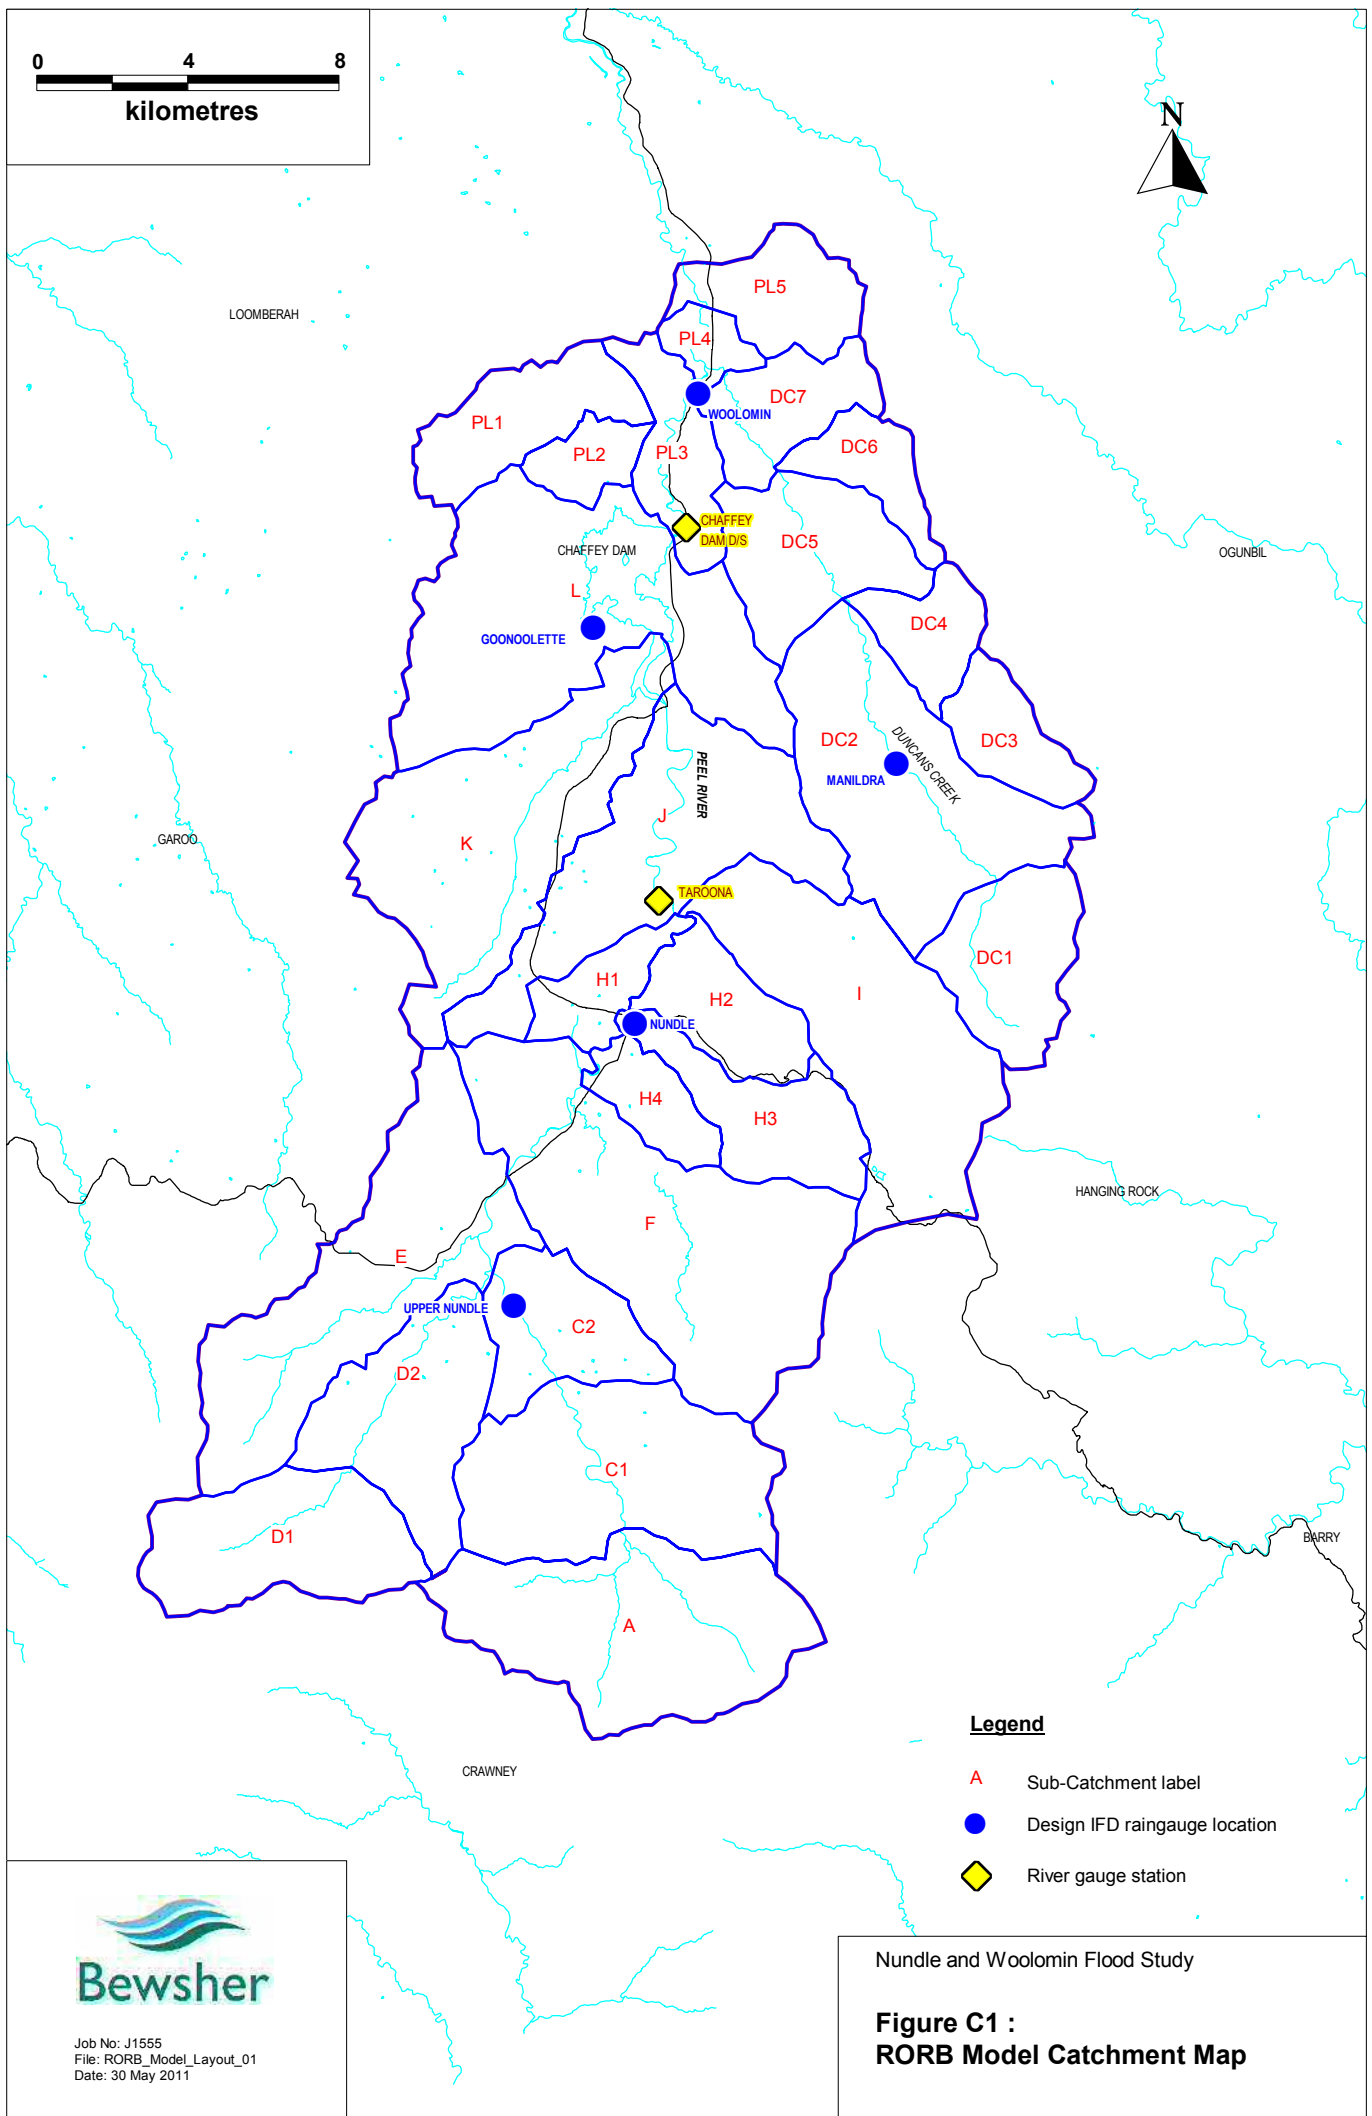 0 4 8
kilometres
N
LOOMBERAH
PL5
PL4
WOOLOMIN
DC7
PL1
PL2
PL3
DC6
CHAFFEY
DAM D/S
CHAFFEY DAM
DC5
OGUNBIL
L
GOONOOLETTE
DC4
DC2
DUNCANS CREEK
DC3
MANILDRA
PEEL RIVER
J
GAROO
K
TAROONA
DC1
H1
H2
I
NUNDLE
H4
H3
HANGING ROCK
F
E
UPPER NUNDLE
C2
D2
C1
D1
BARRY
A
CRAWNEY
Legend
A Sub-Catchment label
Design IFD raingauge location
River gauge station
Bewsher
Job No: J1555
File: RORB_Model_Layout_01
Date: 30 May 2011
Nundle and Woolomin Flood Study
Figure C1 :
RORB Model Catchment Map